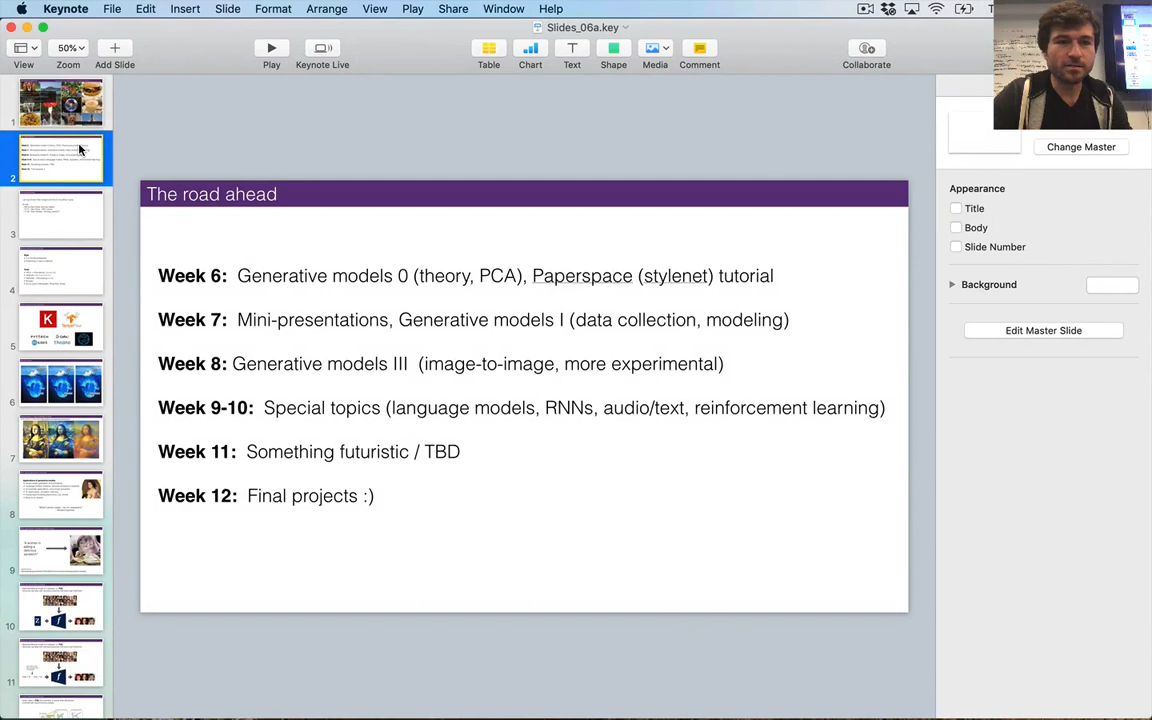 Keynote File Edit Insert Slide Format Arrange View Play Share Window Help
Slides_06a.key
50%
View Zoom Add Slide Play Keynote Live Table Chart Text Shape Media Comment Collaborate
1
2
3
4
5
6
7
8
9
10
11
The road ahead
Week 6: Generative models 0 (theory, PCA), Paperspace (stylenet) tutorial
Week 7: Mini-presentations, Generative models I (data collection, modeling)
Week 8: Generative models III (image-to-image, more experimental)
Week 9-10: Special topics (language models, RNNs, audio/text, reinforcement learning)
Week 11: Something futuristic / TBD
Week 12: Final projects :)
Change Master
Appearance
Title
Body
Slide Number
Background
Edit Master Slide